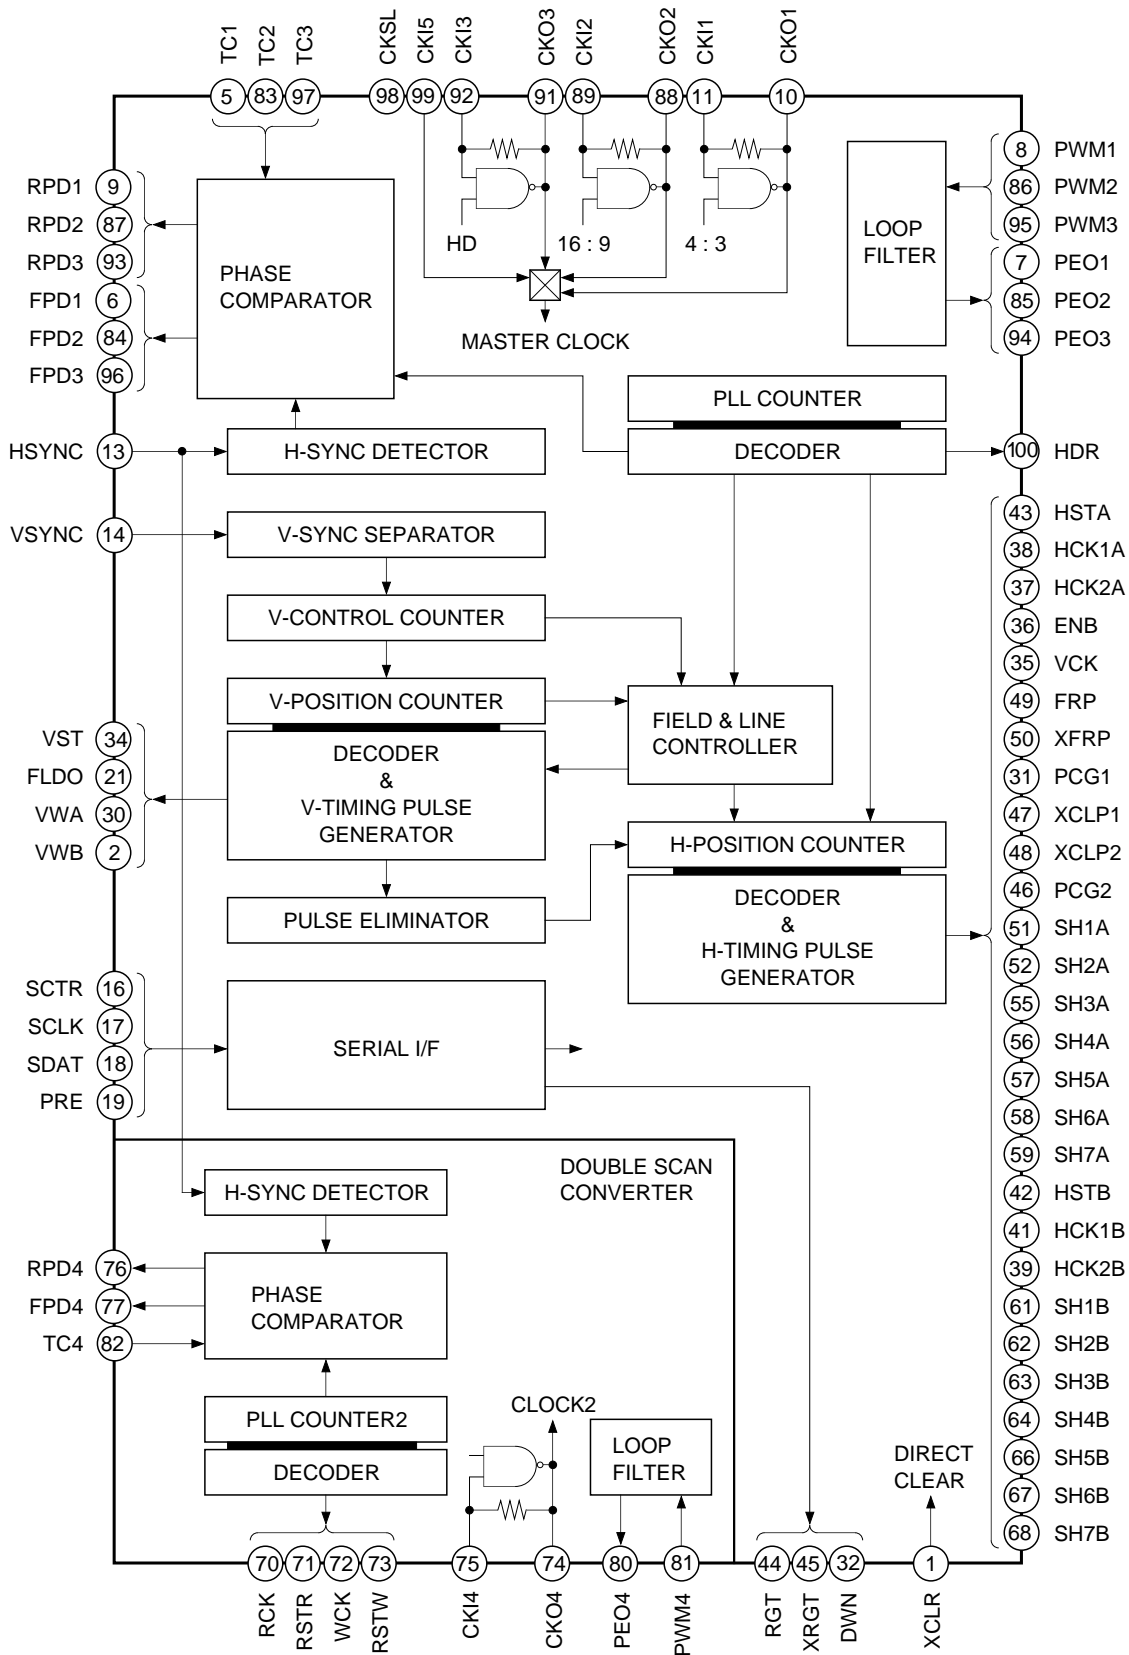 TC1
TC2
TC3
CKSL
CKI5
CKI3
CKO3
CKI2
CKO2
CKI1
CKO1
5
83
97
98
99
92
91
89
88
11
10
RPD1 9
RPD2 87
RPD3 93
FPD1 6
FPD2 84
FPD3 96
HSYNC 13
VSYNC 14
PHASE
COMPARATOR
HD
16 : 9
4 : 3
MASTER CLOCK
LOOP
FILTER
8 PWM1
86 PWM2
95 PWM3
7 PEO1
85 PEO2
94 PEO3
PLL COUNTER
DECODER
100 HDR
H-SYNC DETECTOR
V-SYNC SEPARATOR
V-CONTROL COUNTER
V-POSITION COUNTER
DECODER
&
V-TIMING PULSE
GENERATOR
PULSE ELIMINATOR
FIELD & LINE
CONTROLLER
H-POSITION COUNTER
DECODER
&
H-TIMING PULSE
GENERATOR
VST 34
FLDO 21
VWA 30
VWB 2
SCTR 16
SCLK 17
SDAT 18
PRE 19
SERIAL I/F
43 HSTA
38 HCK1A
37 HCK2A
36 ENB
35 VCK
49 FRP
50 XFRP
31 PCG1
47 XCLP1
48 XCLP2
46 PCG2
51 SH1A
52 SH2A
55 SH3A
56 SH4A
57 SH5A
58 SH6A
59 SH7A
42 HSTB
41 HCK1B
39 HCK2B
61 SH1B
62 SH2B
63 SH3B
64 SH4B
66 SH5B
67 SH6B
68 SH7B
DOUBLE SCAN
CONVERTER
H-SYNC DETECTOR
RPD4 76
FPD4 77
TC4 82
PHASE
COMPARATOR
PLL COUNTER2
DECODER
CLOCK2
LOOP
FILTER
DIRECT
CLEAR
70
71
72
73
75
74
80
81
44
45
32
1
RCK
RSTR
WCK
RSTW
CKI4
CKO4
PEO4
PWM4
RGT
XRGT
DWN
XCLR